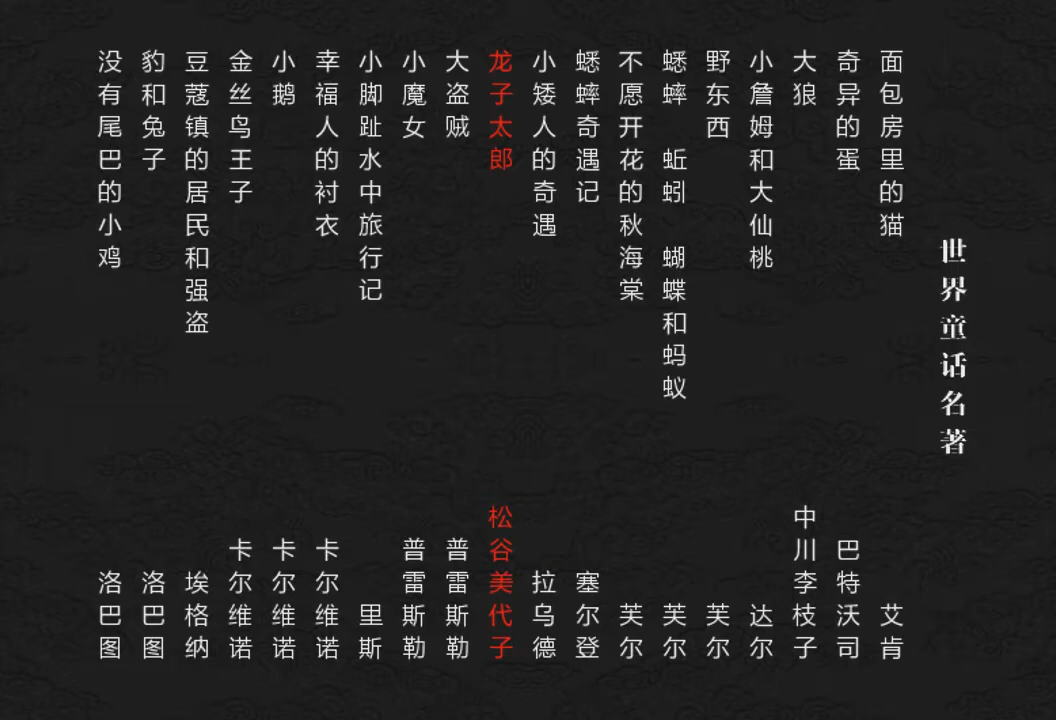 世界童话名著
面包房里的猫
艾肯
奇异的蛋
巴特沃司
大狼
中川李枝子
小詹姆和大仙桃
达尔
野东西
芙尔
蟋蟀 蚯蚓 蝴蝶和蚂蚁
芙尔
不愿开花的秋海棠
芙尔
蟋蟀奇遇记
塞尔登
小矮人的奇遇
拉乌德
龙子太郎
松谷美代子
大盗贼
普雷斯勒
小魔女
普雷斯勒
小脚趾水中旅行记
里斯
幸福人的衬衣
卡尔维诺
小鹅
卡尔维诺
金丝鸟王子
卡尔维诺
豆蔻镇的居民和强盗
埃格纳
豹和兔子
洛巴图
没有尾巴的小鸡
洛巴图